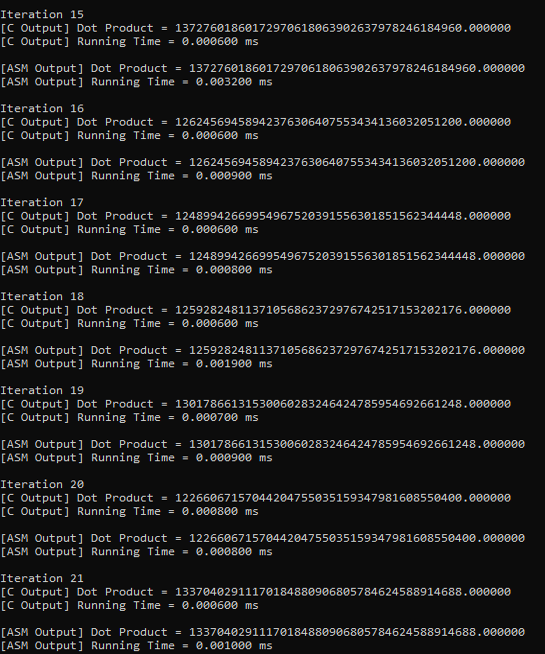 Iteration 15
[C Output] Dot Product = 13727601860172970618063902637978246184960.000000
[C Output] Running Time = 0.000600 ms
[ASM Output] Dot Product = 13727601860172970618063902637978246184960.000000
[ASM Output] Running Time = 0.003200 ms
Iteration 16
[C Output] Dot Product = 12624569458942376306407553434136032051200.000000
[C Output] Running Time = 0.000600 ms
[ASM Output] Dot Product = 12624569458942376306407553434136032051200.000000
[ASM Output] Running Time = 0.000900 ms
Iteration 17
[C Output] Dot Product = 12489942669954967520391556301851562344448.000000
[C Output] Running Time = 0.000600 ms
[ASM Output] Dot Product = 12489942669954967520391556301851562344448.000000
[ASM Output] Running Time = 0.000800 ms
Iteration 18
[C Output] Dot Product = 12592824811371056862372976742517153202176.000000
[C Output] Running Time = 0.000600 ms
[ASM Output] Dot Product = 12592824811371056862372976742517153202176.000000
[ASM Output] Running Time = 0.001900 ms
Iteration 19
[C Output] Dot Product = 13017866131530060283246424785954692661248.000000
[C Output] Running Time = 0.000700 ms
[ASM Output] Dot Product = 13017866131530060283246424785954692661248.000000
[ASM Output] Running Time = 0.000900 ms
Iteration 20
[C Output] Dot Product = 12266067157044204755035159347981608550400.000000
[C Output] Running Time = 0.000800 ms
[ASM Output] Dot Product = 12266067157044204755035159347981608550400.000000
[ASM Output] Running Time = 0.000800 ms
Iteration 21
[C Output] Dot Product = 13370402911170184880906805784624588914688.000000
[C Output] Running Time = 0.000600 ms
[ASM Output] Dot Product = 13370402911170184880906805784624588914688.000000
[ASM Output] Running Time = 0.001000 ms